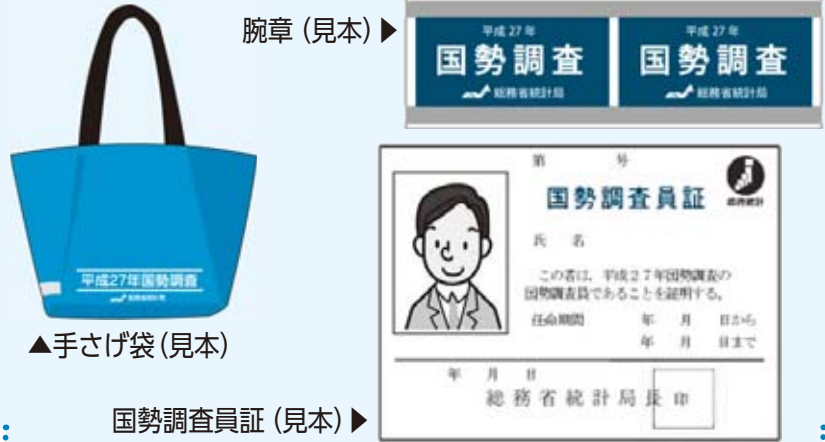 腕章（見本）▶
平成27年
国勢調査
総務省統計局
平成27年
国勢調査
総務省統計局
平成27年国勢調査
総務省統計局
▲手さげ袋（見本）
第　号
国勢調査員証
氏　名
この者は、平成27年国勢調査の
国勢調査員であることを証明する。
任命期間　年　月　日から
年　月　日まで
年　月　日
総務省統計局長 印
国勢調査員証（見本）▶